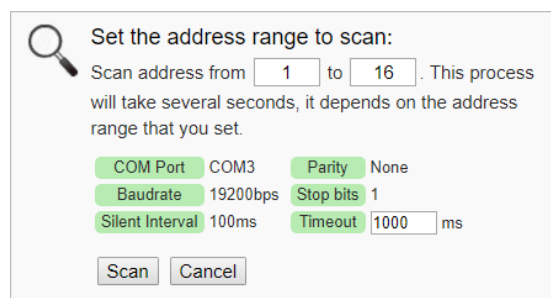 Set the address range to scan:
Scan address from 1 to 16 . This process
will take several seconds, it depends on the address
range that you set.
COM Port COM3 Parity None
Baudrate 19200bps Stop bits 1
Silent Interval 100ms Timeout 1000 ms
Scan Cancel